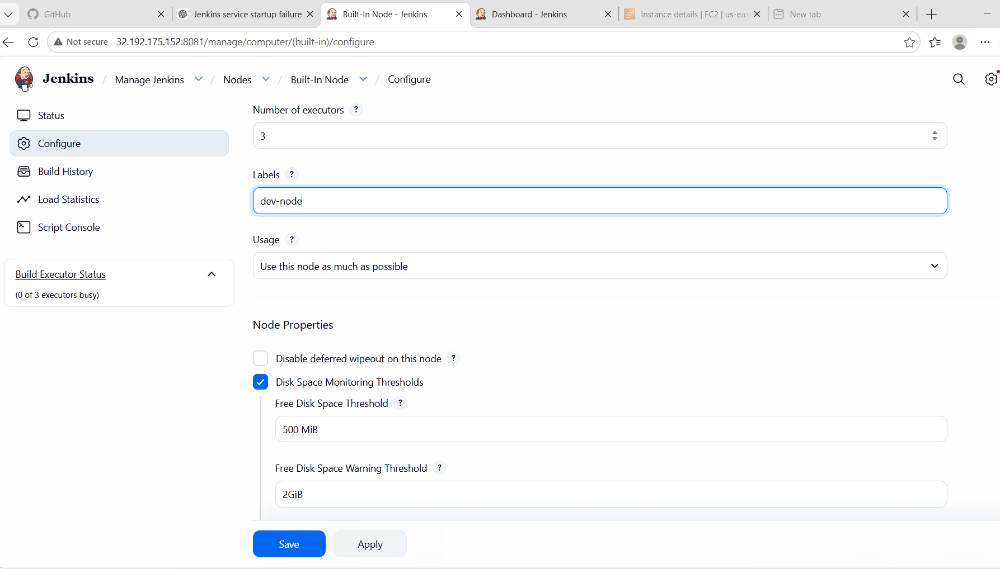 GitHub
Jenkins service startup failure
Built-In Node - Jenkins
Dashboard - Jenkins
Instance details | EC2 | us-eas
New tab
Not secure 32.192.175.152:8081/manage/computer/(built-in)/configure
Jenkins / Manage Jenkins / Nodes / Built-In Node / Configure
Status
Configure
Build History
Load Statistics
Script Console
Build Executor Status
(0 of 3 executors busy)
Number of executors ?
3
Labels ?
dev-node
Usage ?
Use this node as much as possible
Node Properties
Disable deferred wipeout on this node ?
Disk Space Monitoring Thresholds
Free Disk Space Threshold ?
500 MiB
Free Disk Space Warning Threshold ?
2GiB
Save
Apply